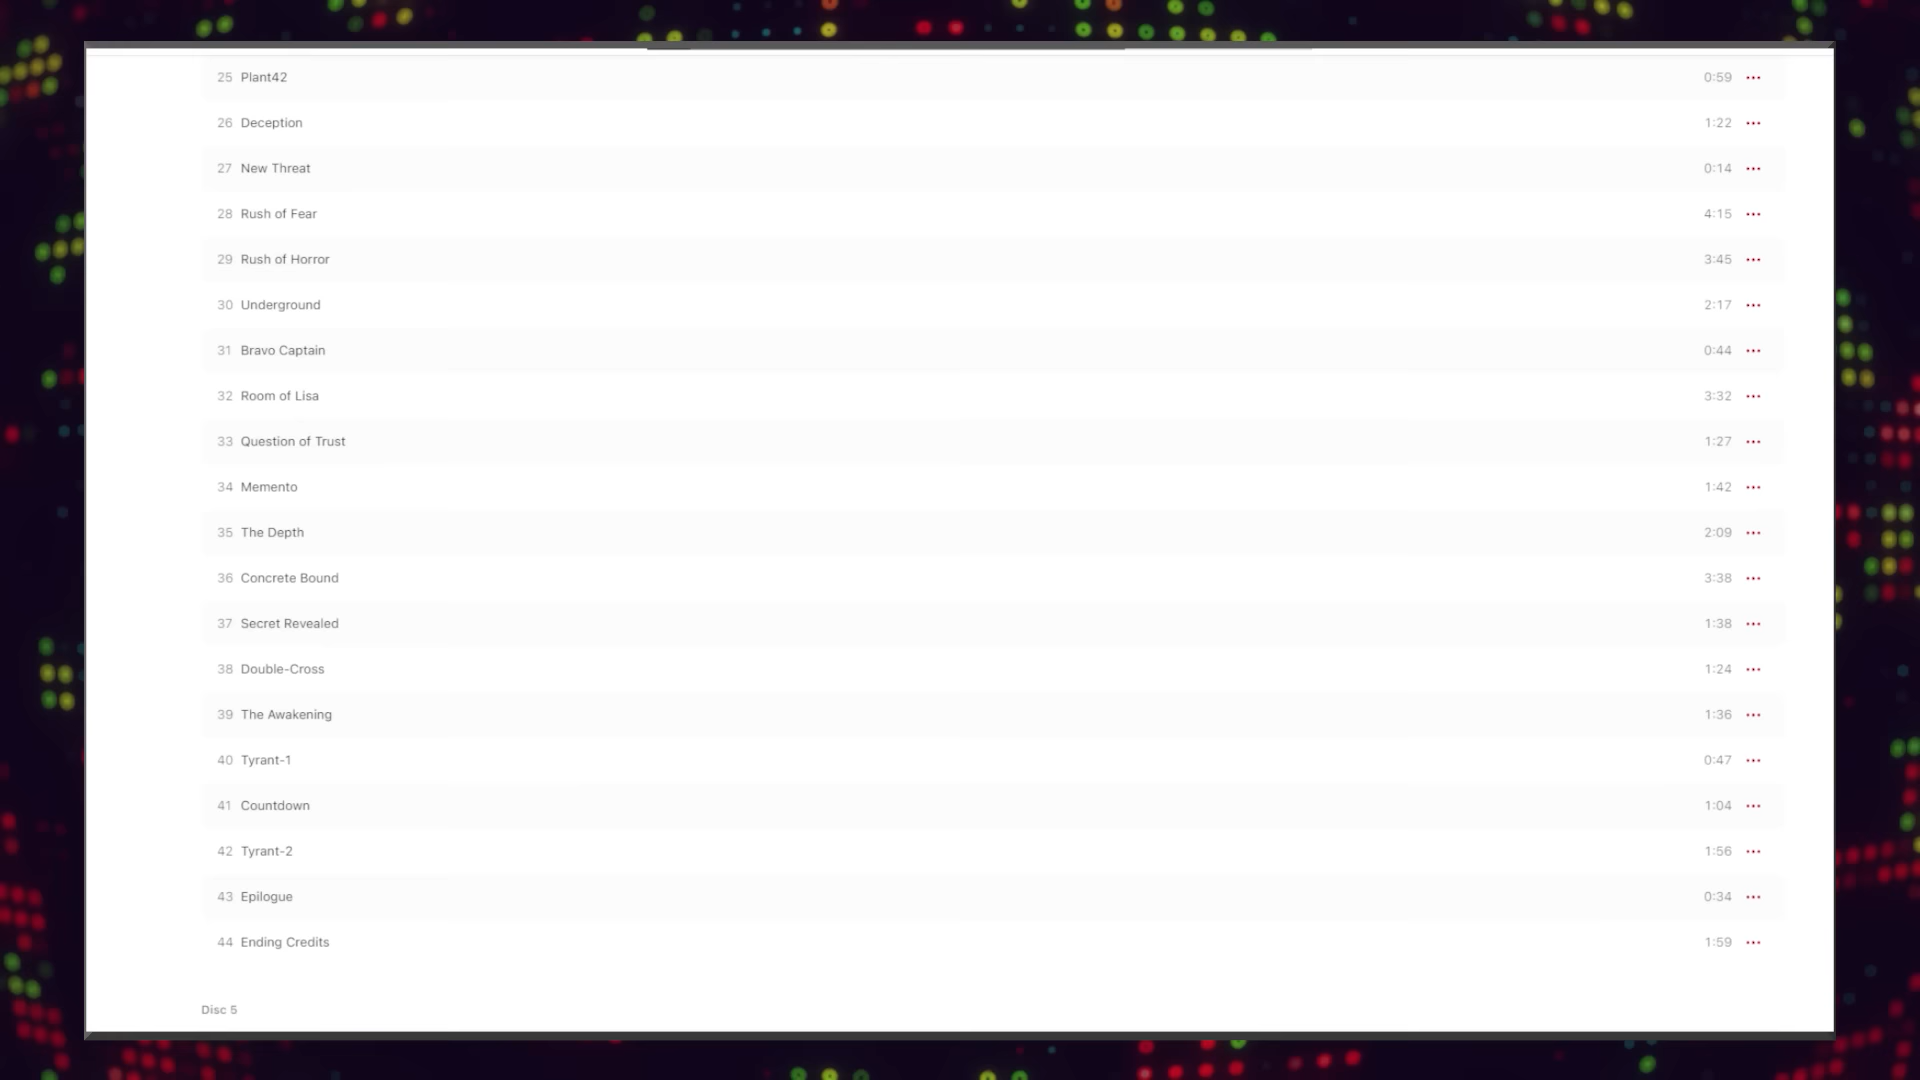 25 Plant42 0:59 ...
26 Deception 1:22 ...
27 New Threat 0:14 ...
28 Rush of Fear 4:15 ...
29 Rush of Horror 3:45 ...
30 Underground 2:17 ...
31 Bravo Captain 0:44 ...
32 Room of Lisa 3:32 ...
33 Question of Trust 1:27 ...
34 Memento 1:42 ...
35 The Depth 2:09 ...
36 Concrete Bound 3:38 ...
37 Secret Revealed 1:38 ...
38 Double-Cross 1:24 ...
39 The Awakening 1:36 ...
40 Tyrant-1 0:47 ...
41 Countdown 1:04 ...
42 Tyrant-2 1:56 ...
43 Epilogue 0:34 ...
44 Ending Credits 1:59 ...
Disc 5